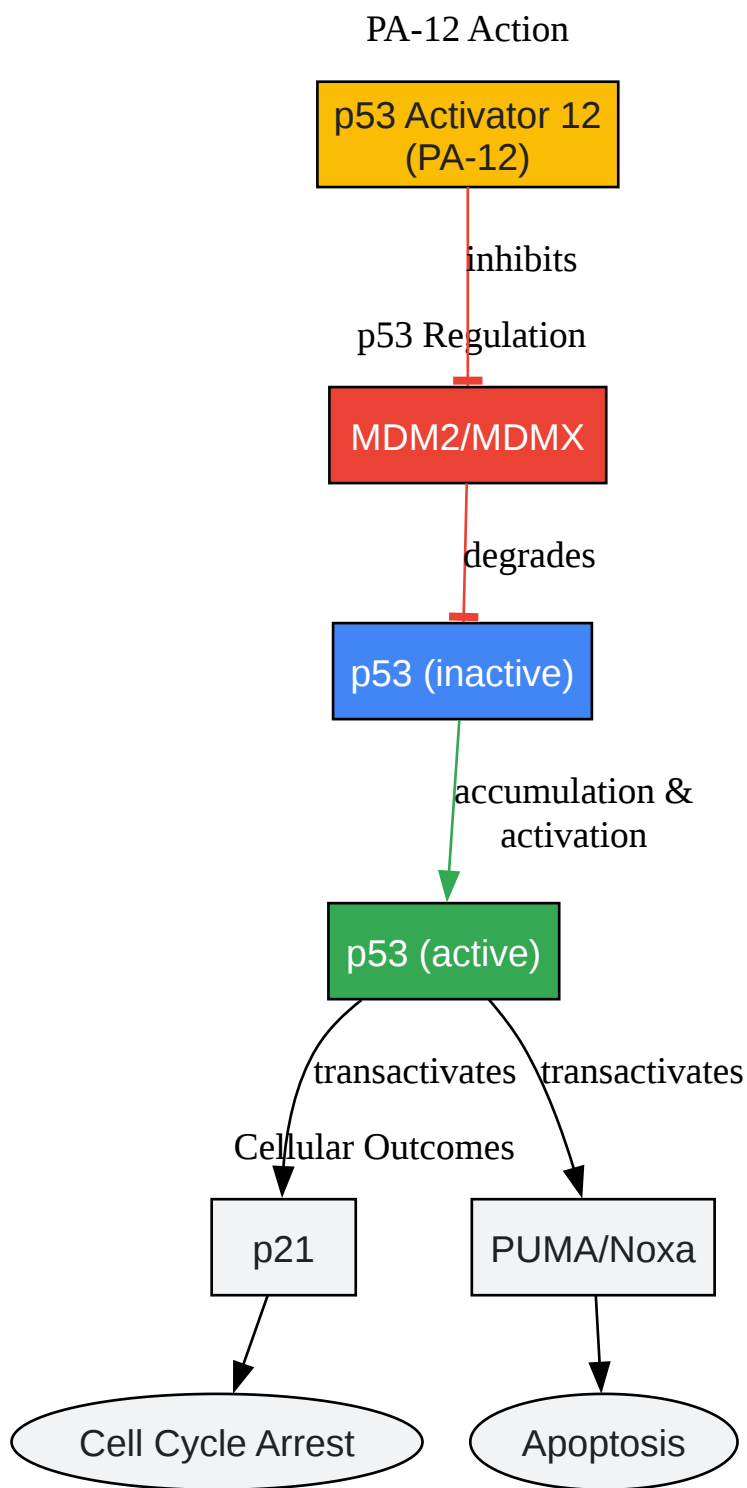 PA-12 Action
p53 Activator 12
(PA-12)
inhibits
p53 Regulation
MDM2/MDMX
degrades
p53 (inactive)
accumulation &
activation
p53 (active)
transactivates
transactivates
Cellular Outcomes
p21
PUMA/Noxa
Cell Cycle Arrest
Apoptosis